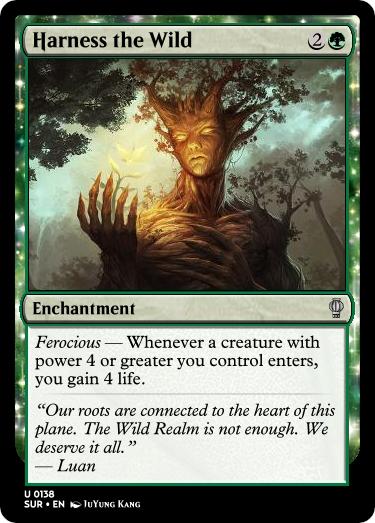 Harness the Wild 2
Enchantment
Ferocious — Whenever a creature with
power 4 or greater you control enters,
you gain 4 life.
“Our roots are connected to the heart of this
plane. The Wild Realm is not enough. We
deserve it all.”
— Luan
U 0138
SUR • EN JUYUNG KANG